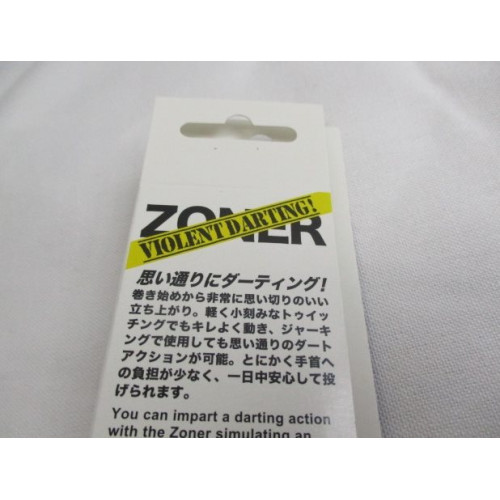 ZONER
VIOLENT DARTING!
思い通りにダーティング!
巻き始めから非常に思い切りのいい
立ち上がり。軽く小刻みなトゥイッ
チングでもキレよく動き、ジャーキ
ングで使用しても思い通りのダート
アクションが可能。とにかく手首へ
の負担が少なく、一日中安心して投
げられます。
You can impart a darting action
with the Zoner simulating an